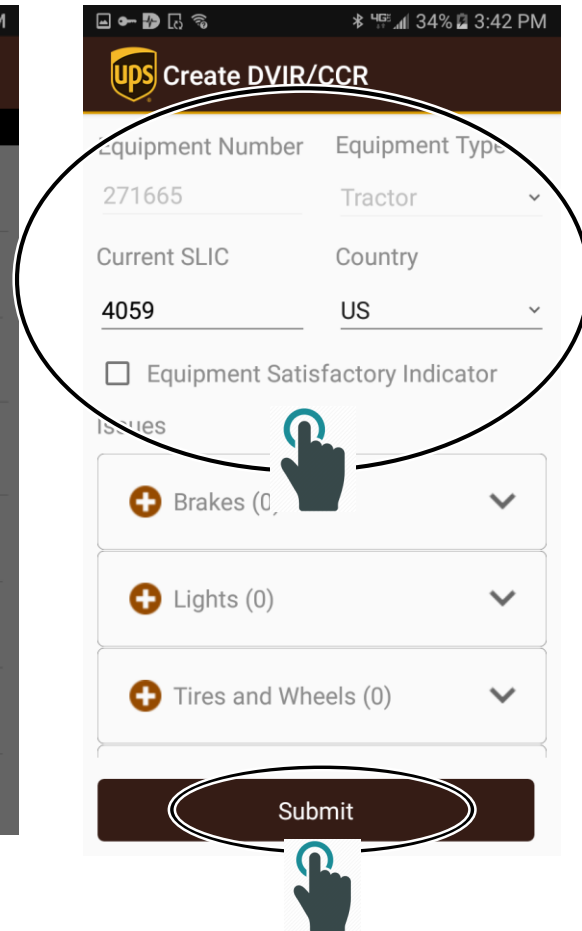 M
34% 3:42 PM
ups Create DVIR/CCR
Equipment Number Equipment Type
271665 Tractor
Current SLIC Country
4059 US
Equipment Satisfactory Indicator
Issues
Brakes (0)
Lights (0)
Tires and Wheels (0)
Submit